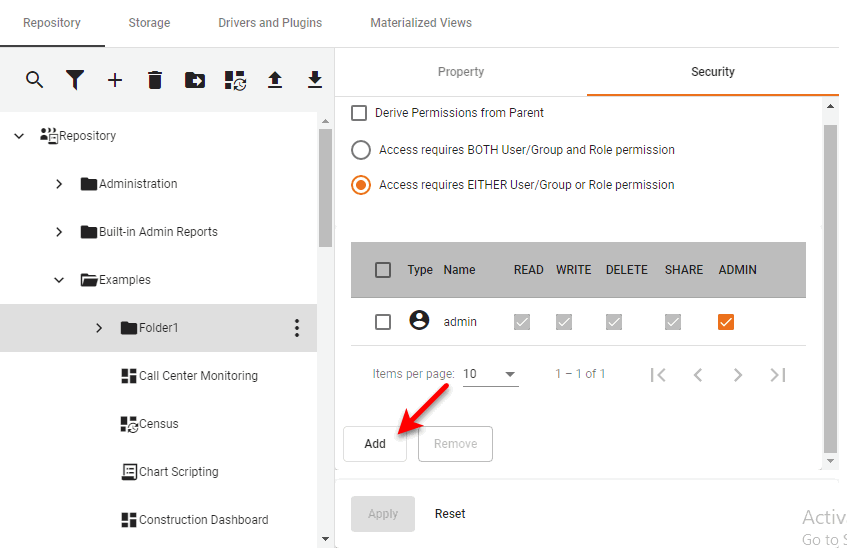 Repository Storage Drivers and Plugins Materialized Views
Property Security
Derive Permissions from Parent
Access requires BOTH User/Group and Role permission
Access requires EITHER User/Group or Role permission
Repository
Administration
Built-in Admin Reports
Examples
Folder1
Call Center Monitoring
Census
Chart Scripting
Construction Dashboard
Type Name READ WRITE DELETE SHARE ADMIN
admin
Items per page: 10 1 – 1 of 1
Add Remove
Apply Reset
Activ
Go to S